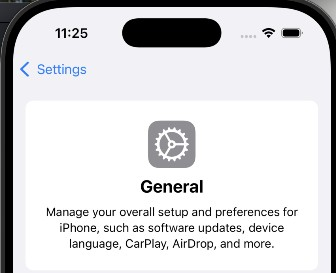 11:25
Settings
General
Manage your overall setup and preferences for
iPhone, such as software updates, device
language, CarPlay, AirDrop, and more.